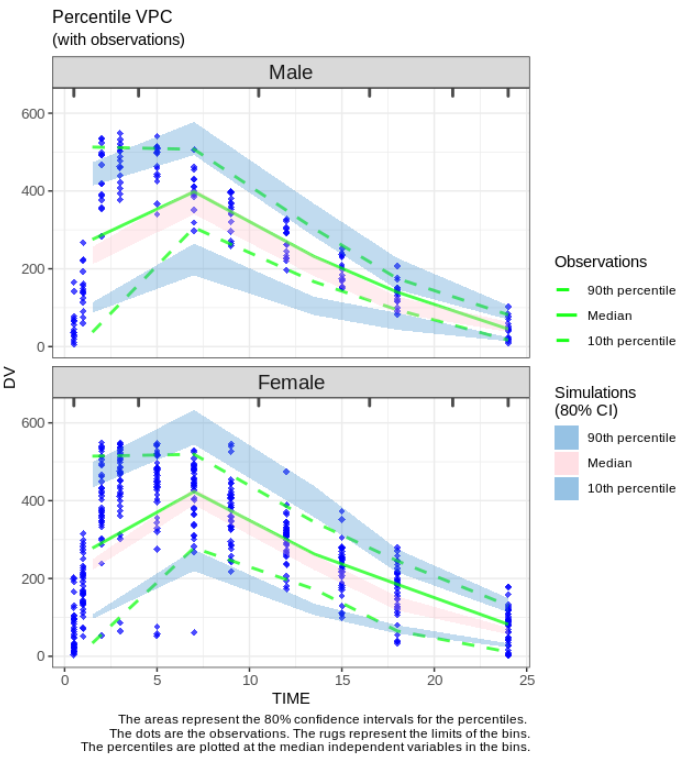 Percentile VPC
(with observations)
Male
600
400
200
0
Female
600
400
200
0
DV
0 5 10 15 20 25
TIME
Observations
90th percentile
Median
10th percentile
Simulations
(80% CI)
90th percentile
Median
10th percentile
The areas represent the 80% confidence intervals for the percentiles.
The dots are the observations. The rugs represent the limits of the bins.
The percentiles are plotted at the median independent variables in the bins.